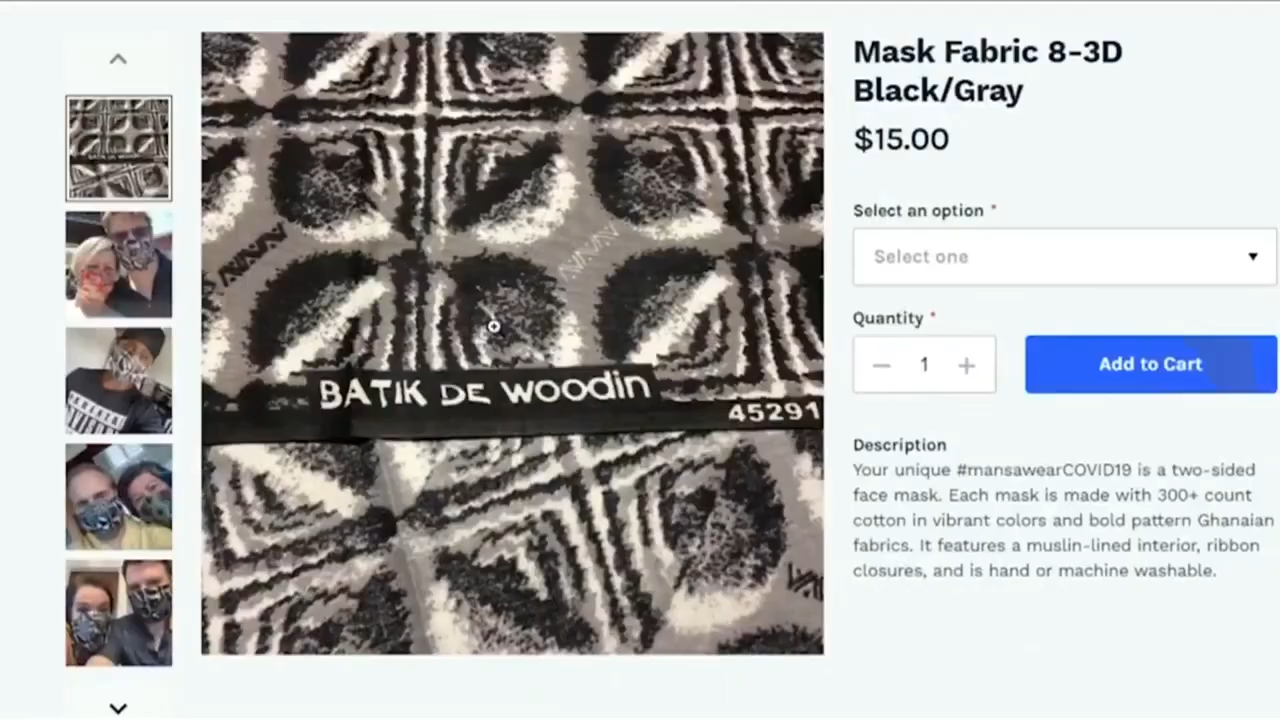 Mask Fabric 8-3D
Black/Gray
$15.00
Select an option *
Select one
Quantity *
1
Add to Cart
BATIK DE WOODIN
45291
Description
Your unique #mansawearCOVID19 is a two-sided
face mask. Each mask is made with 300+ count
cotton in vibrant colors and bold pattern Ghanaian
fabrics. It features a muslin-lined interior, ribbon
closures, and is hand or machine washable.